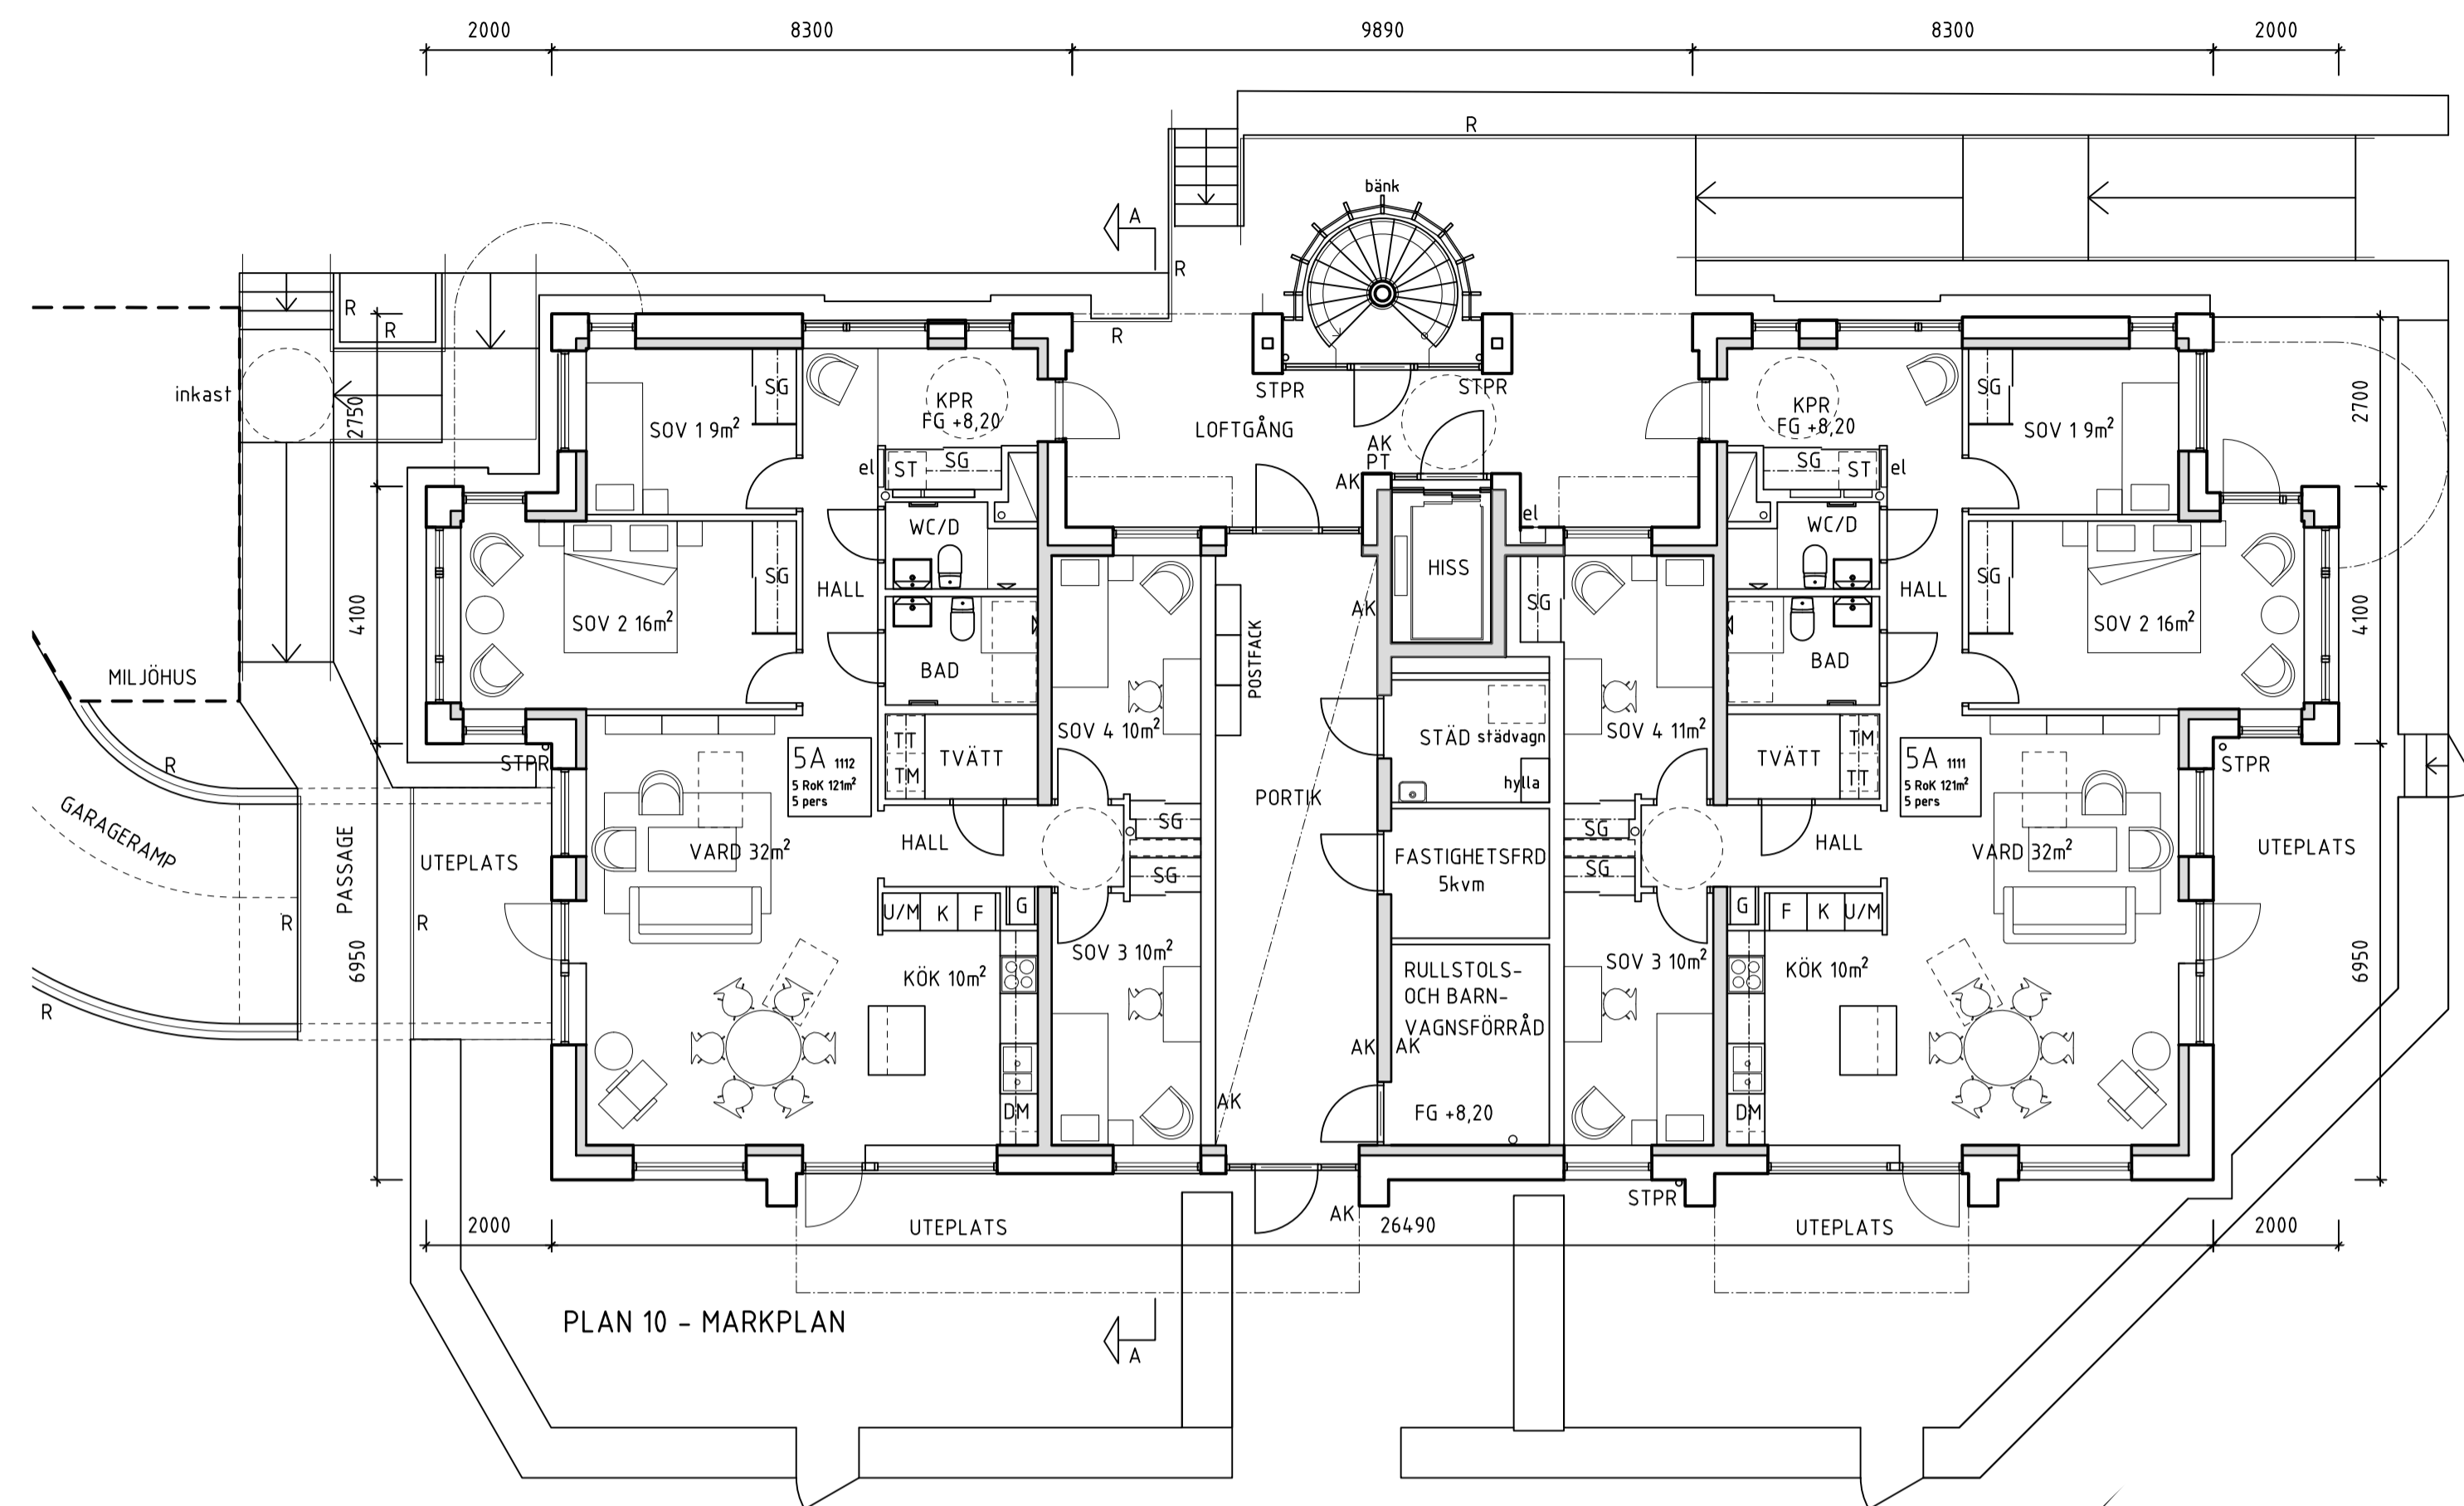 2000
8300
9890
8300
2000
R
bänk
A
R
R
R
R
inkast
2750
SG
SOV 1 9m²
KPR
FG +8,20
el
ST
SG
STPR
STPR
LOFTGÅNG
AK
PT
AK
KPR
FG +8,20
SG
SOV 1 9m²
2700
SG
ST
el
WC/D
el
WC/D
HISS
4100
SOV 2 16m²
SG
HALL
BAD
AK
POSTFACK
SG
BAD
HALL
SG
SOV 2 16m²
4100
MILJÖHUS
R
STPR
5A 1112
5 RoK 121m²
5 pers
TT
TM
TVÄTT
SOV 4 10m²
STÄD
städvagn
hylla
SOV 4 11m²
TVÄTT
TM
TT
5A 1111
5 RoK 121m²
5 pers
STPR
GARAGERAMP
PASSAGE
UTEPLATS
VARD 32m²
HALL
SG
SG
PORTIK
FASTIGHETSFRD
5kvm
SG
SG
HALL
VARD 32m²
UTEPLATS
R
R
R
6950
U/M
K
F
G
KÖK 10m²
DM
SOV 3 10m²
RULLSTOLS-
OCH BARN-
VAGNSFÖRRÅD
AK
AK
FG +8,20
AK
SOV 3 10m²
G
F
K
U/M
KÖK 10m²
DM
6950
STPR
AK
2000
UTEPLATS
26490
UTEPLATS
2000
PLAN 10 - MARKPLAN
A